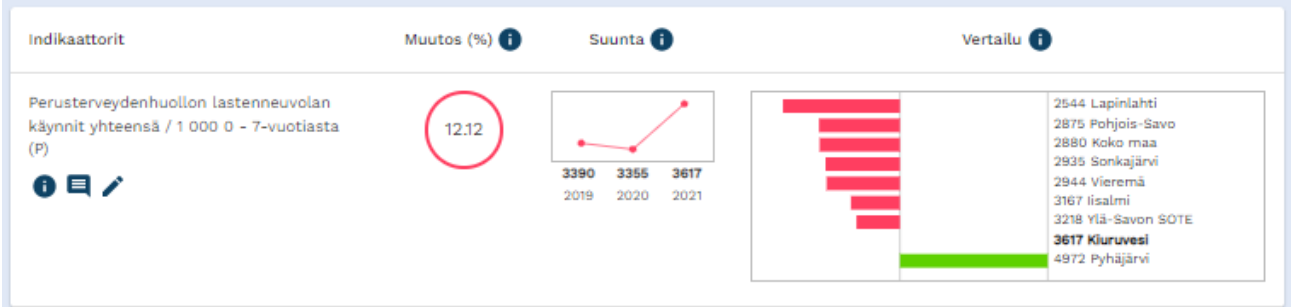 Indikaattorit Muutos (%) Suunta Vertailu
Perusterveydenhuollon lastenneuvolan
käynnit yhteensä / 1 000 0 - 7-vuotiasta
(P)
12.12
3390 3355 3617
2019 2020 2021
2544 Lapinlahti
2875 Pohjois-Savo
2880 Koko maa
2935 Sonkajärvi
2944 Vieremä
3167 Iisalmi
3218 Ylä-Savon SOTE
3617 Kiuruvesi
4972 Pyhäjärvi